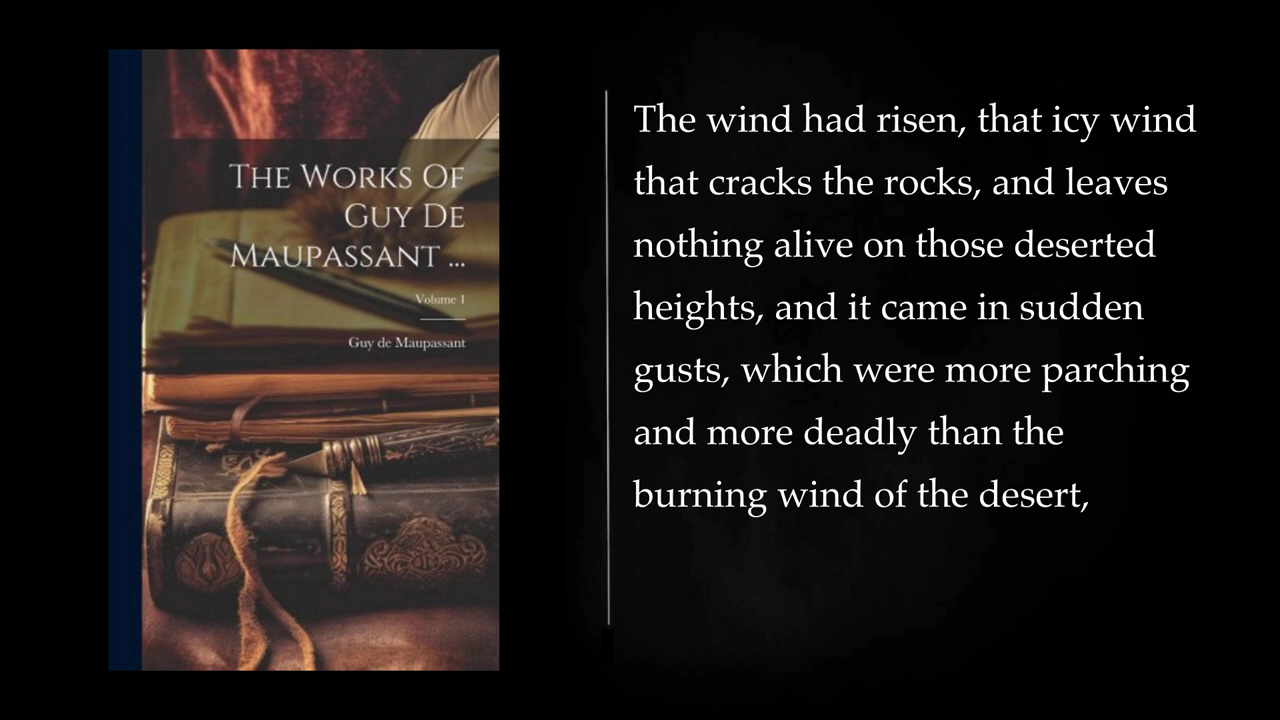 The Works Of
Guy De
Maupassant ...
Volume 1
Guy de Maupassant
The wind had risen, that icy wind
that cracks the rocks, and leaves
nothing alive on those deserted
heights, and it came in sudden
gusts, which were more parching
and more deadly than the
burning wind of the desert,